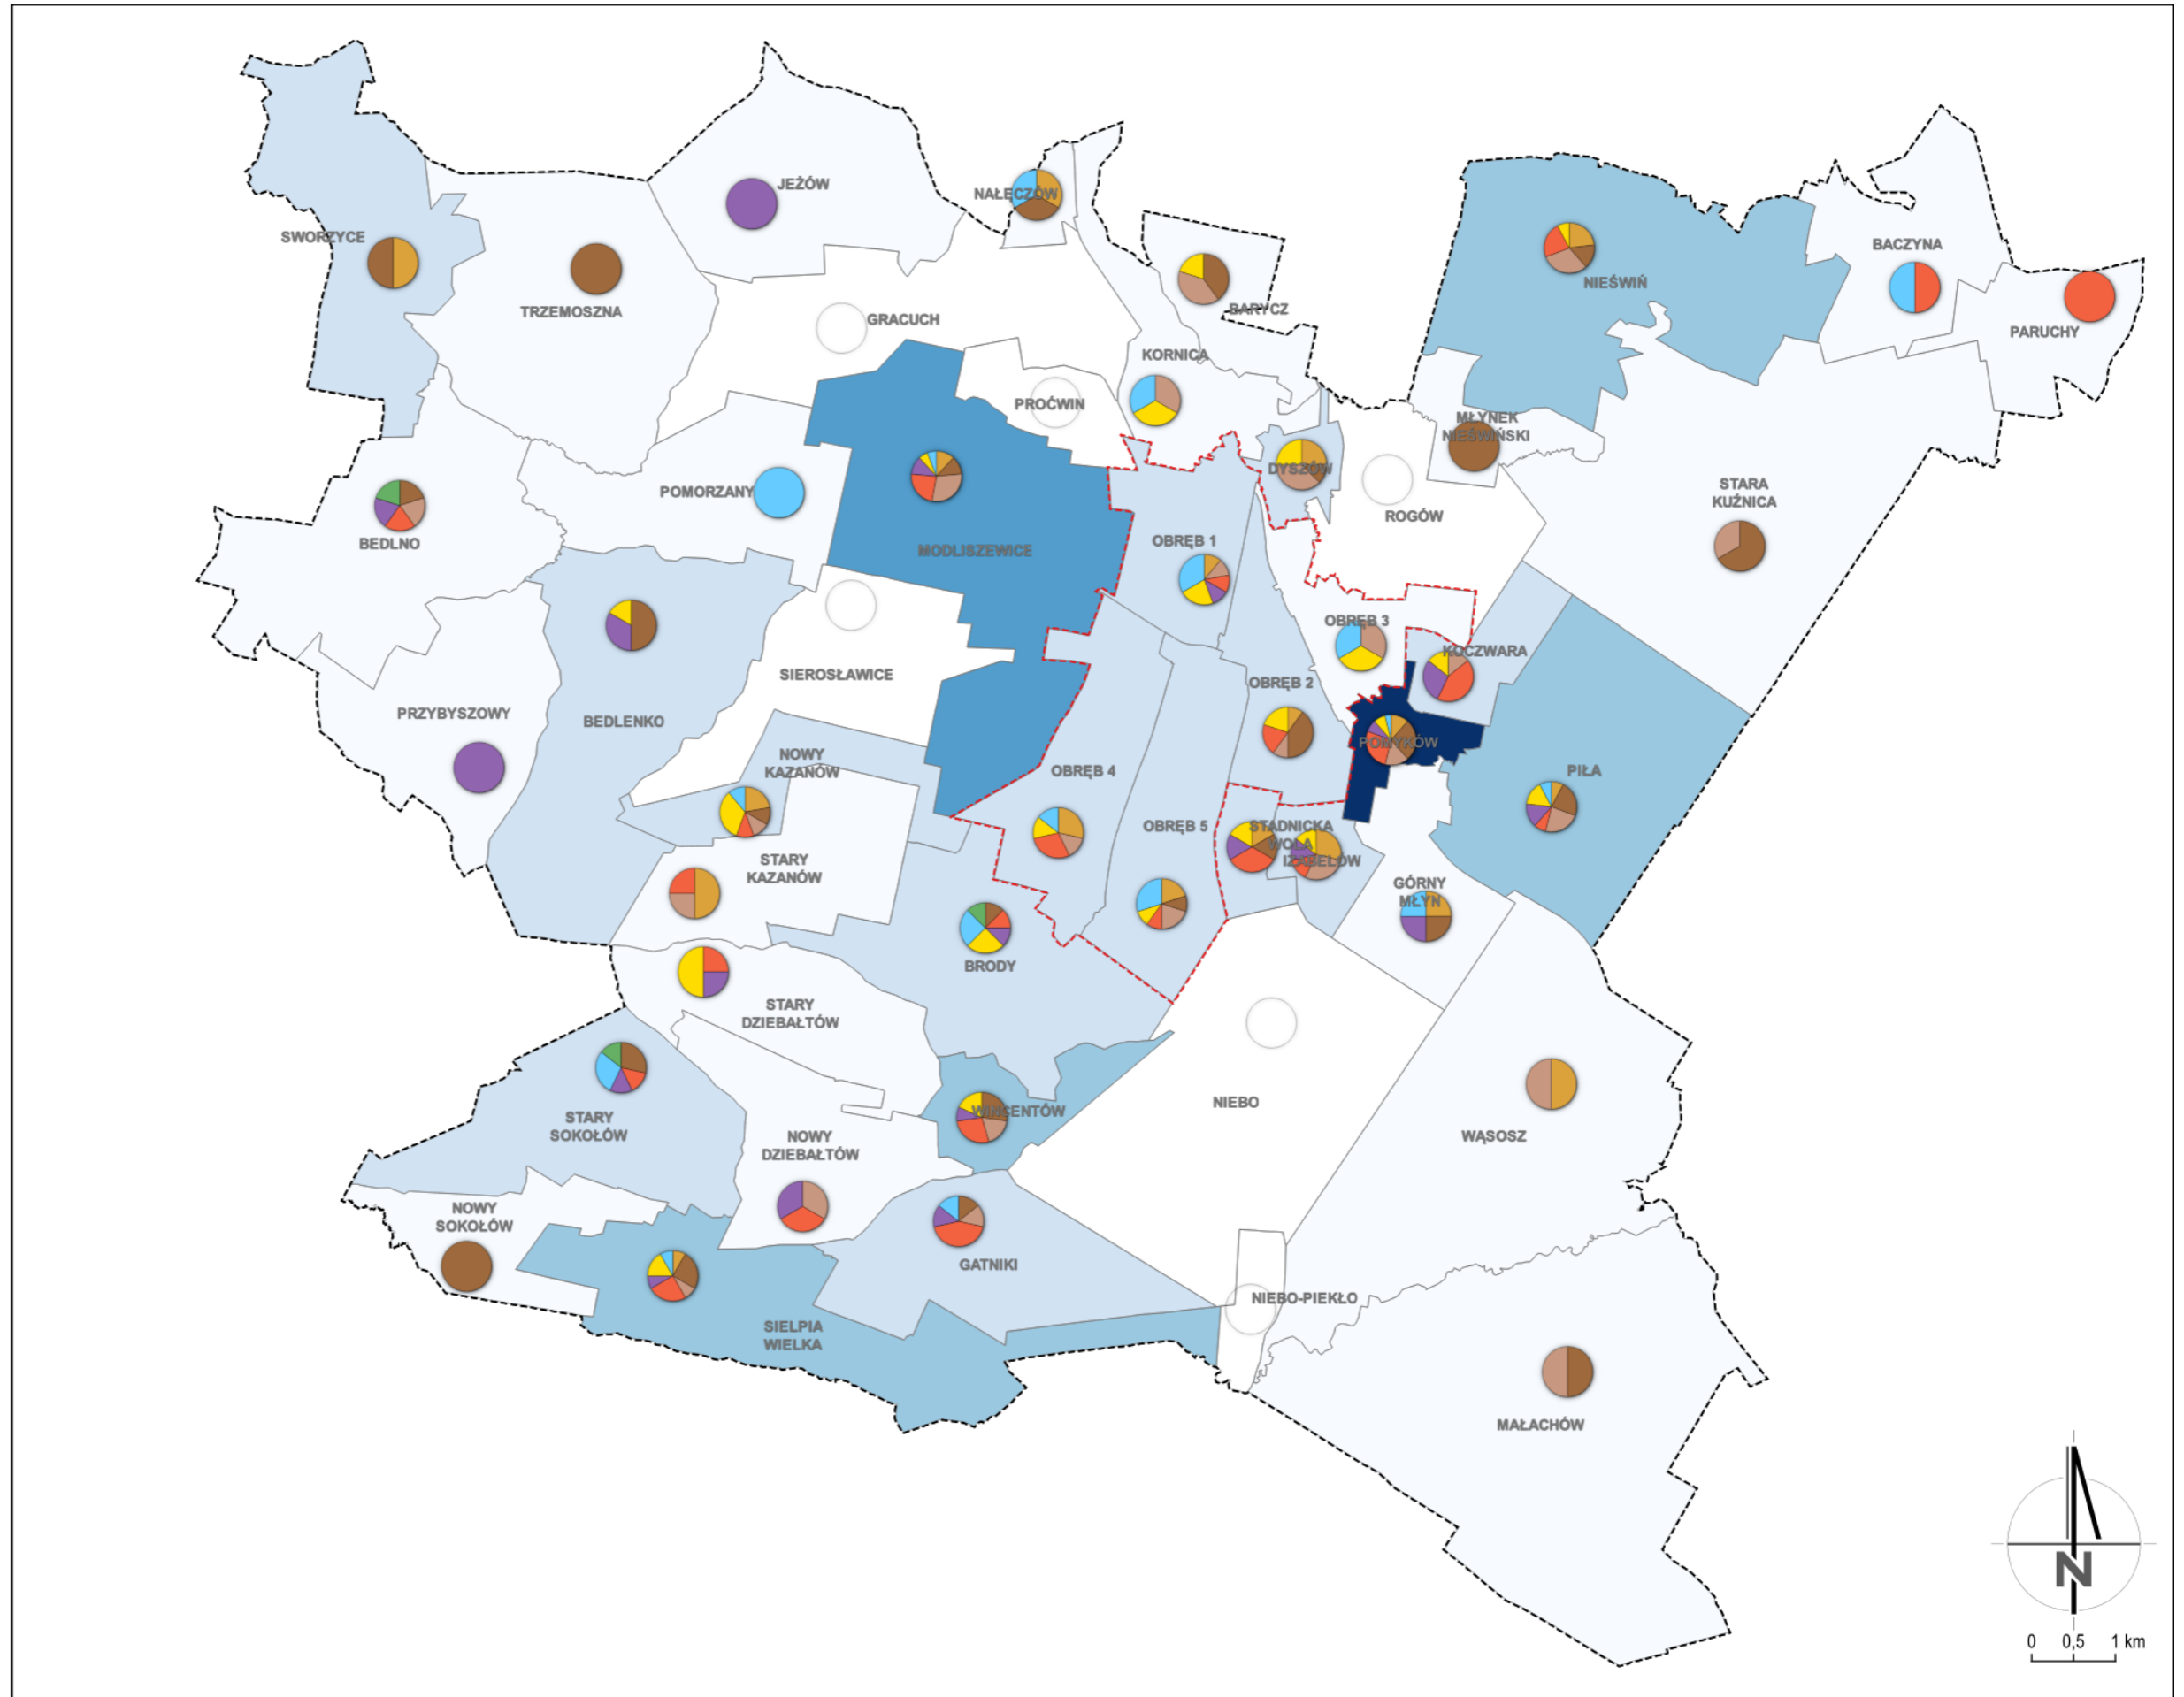 JEŻÓW
NAŁĘCZÓW
SWORZYCE
BACZYNA
NIEŚWIŃ
TRZEMOSZNA
BARYCZ
GRACUCH
PARUCHY
KORNICA
PROĆWIN
MŁYNEK
NIEŚWIŃSKI
DYSZÓW
POMORZANY
STARA
KUŹNICA
ROGÓW
BEDLNO
MODLISZEWICE
OBRĘB 1
OBRĘB 3
KOCZWARA
SIEROSŁAWICE
OBRĘB 2
PRZYBYSZOWY
BEDLENKO
POMYKÓW
NOWY
KAZANÓW
OBRĘB 4
PIŁA
OBRĘB 5
STADNICKA
WOLA
IZABELÓW
STARY
KAZANÓW
GÓRNY
MŁYN
BRODY
STARY
DZIEBAŁTÓW
NIEBO
WINCENTÓW
STARY
SOKOŁÓW
NOWY
DZIEBAŁTÓW
WĄSOSZ
NOWY
SOKOŁÓW
GATNIKI
NIEBO-PIEKŁO
SIELPIA
WIELKA
MAŁACHÓW
N
0 0,5 1 km